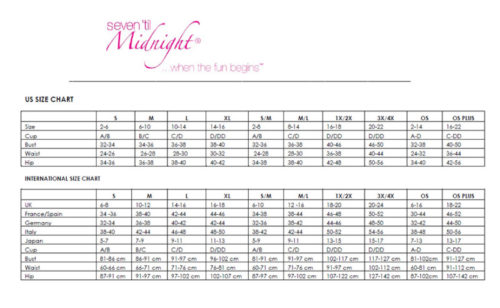 seven 'til
Midnight®
...when the fun begins™
US SIZE CHART
S M L XL S/M M/L 1X/2X 3X/4X OS OS PLUS
Size 2-6 6-10 10-14 14-16 2-8 8-14 16-18 20-22 2-14 16-22
Cup A/B B/C C/D D/DD A/B C/D D/DD A/DD A-D C/DD
Bust 32-34 34-36 36-38 38-40 32-36 36-38 40-46 46-50 32-38 40-50
Waist 24-26 26-28 28-30 30-32 24-28 28-30 36-38 40-44 24-32 36-44
Hip 34-36 36-38 38-40 40-42 34-38 38-40 42-48 50-56 34-40 42-56
INTERNATIONAL SIZE CHART
S M L XL S/M M/L 1X/2X 3X/4X OS OS PLUS
UK 6-8 10-12 14-16 16-18 6-10 12 -16 18-20 20-24 6-16 18-22
France/Spain 34 -36 38-40 42-44 44-46 34-38 38-44 46-48 50-52 30-44 46-52
Germany 32-34 36-38 40-42 42-44 32-36 38-42 44-46 48-50 32-42 44-50
Italy 38-40 42-44 46-48 48-50 38-42 42-44 50-52 54-56 38-48 50-56
Japan 5-7 7-9 9-11 11-13 5-9 9-11 13-15 15-17 7-13 13-17
Cup A/B B/C C/D D/DD A/B C/D D/DD D/DD A-D C/DD
Bust 81-86 cm 86-91 cm 91-97 cm 96-102 cm 81-91 cm 91-97 cm 102-117 cm 117-127 cm 81-102cm 91-127 cm
Waist 60-66 cm 66-71 cm 71-76 cm 76-81 cm 60-71 cm 71-76 cm 97-102 cm 102-112 cm 60-81 cm 91-112 cm
Hip 87-91 cm 91-97 cm 97-102 cm 102-107 cm 87-97 cm 97-102 cm 107-122 cm 127-142 cm 87-102 cm 107-142 cm